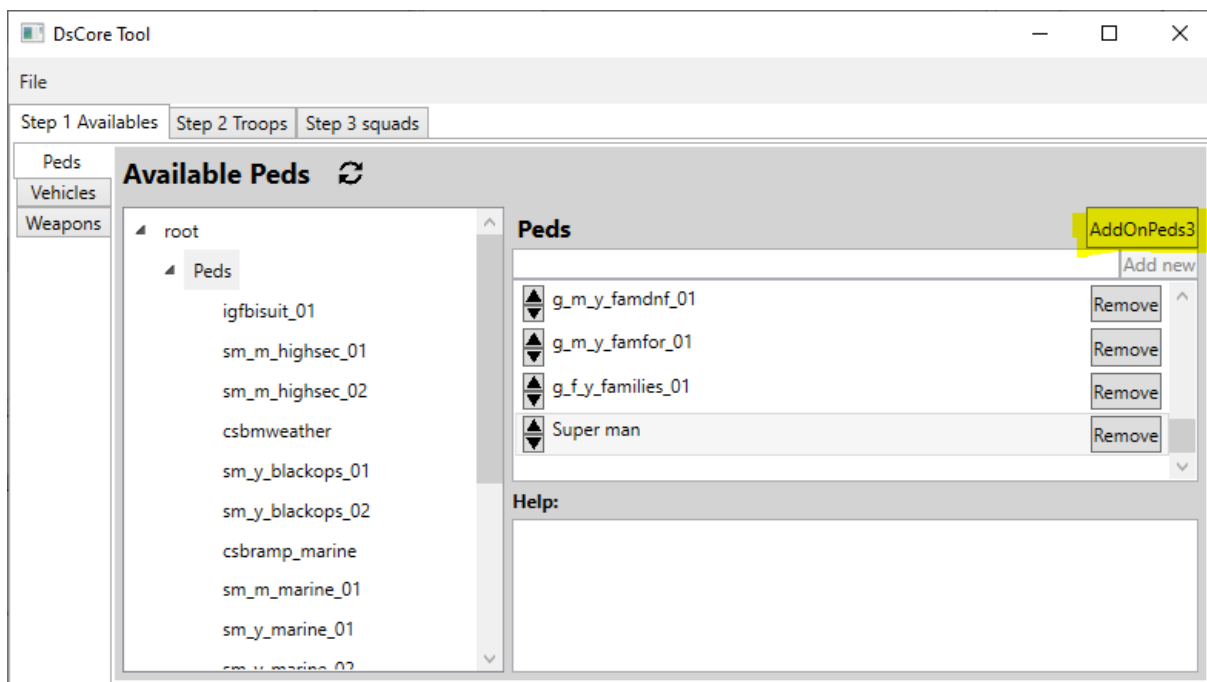 DsCore Tool
File
Step 1 Availables Step 2 Troops Step 3 squads
Peds
Vehicles
Weapons
Available Peds
root
Peds
igfbisuit_01
sm_m_highsec_01
sm_m_highsec_02
csbmweather
sm_y_blackops_01
sm_y_blackops_02
csbramp_marine
sm_m_marine_01
sm_y_marine_01
sm_y_marine_02
Peds AddOnPeds3
Add new
g_m_y_famdnf_01 Remove
g_m_y_famfor_01 Remove
g_f_y_families_01 Remove
Super man Remove
Help: